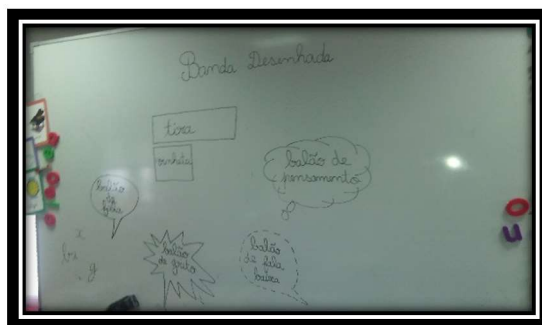 Banda Desenhada
tira
vinheta
balão de
pensamento
balão
de
fala
balão
de grito
balão
de fala
baixa
x
g
O
U